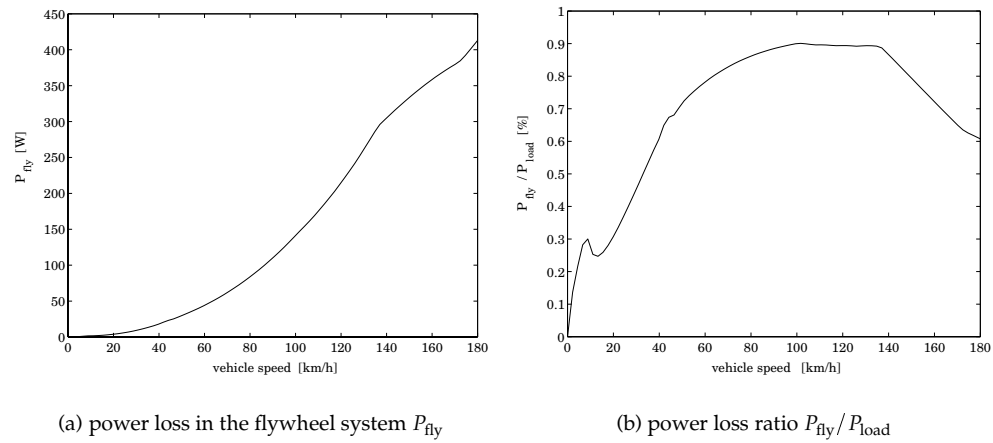 450
400
350
300
250
200
150
100
50
0
P_fly [W]
0 20 40 60 80 100 120 140 160 180
vehicle speed [km/h]
(a) power loss in the flywheel system P_fly
1
0.9
0.8
0.7
0.6
0.5
0.4
0.3
0.2
0.1
0
P_fly / P_load [%]
0 20 40 60 80 100 120 140 160 180
vehicle speed [km/h]
(b) power loss ratio P_fly/P_load